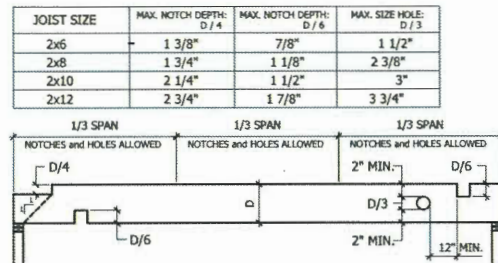 JOIST SIZE MAX. NOTCH DEPTH: D / 4 MAX. NOTCH DEPTH: D / 6 MAX. SIZE HOLE: D / 3
2x6 1 3/8" 7/8" 1 1/2"
2x8 1 3/4" 1 1/8" 2 3/8"
2x10 2 1/4" 1 1/2" 3"
2x12 2 3/4" 1 7/8" 3 3/4"
1/3 SPAN 1/3 SPAN 1/3 SPAN
NOTCHES and HOLES ALLOWED NOTCHES and HOLES ALLOWED NOTCHES and HOLES ALLOWED
D/4 2" MIN. D/6
D D/3
D/6 2" MIN.
12" MIN.